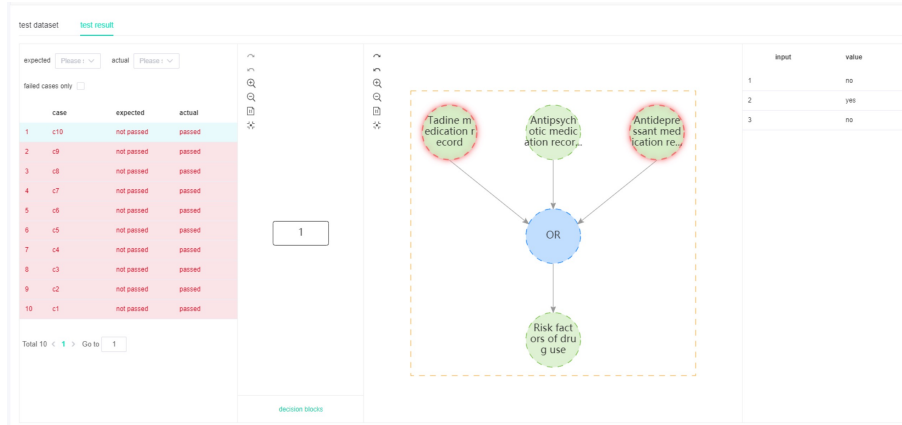 test dataset test result
expected Please s actual Please s
failed cases only
case expected actual
1 c10 not passed passed
2 c9 not passed passed
3 c8 not passed passed
4 c7 not passed passed
5 c6 not passed passed
6 c5 not passed passed
7 c4 not passed passed
8 c3 not passed passed
9 c2 not passed passed
10 c1 not passed passed
Total 10 < 1 > Go to 1
1
decision blocks
Tadine m
edication r
ecord
Antipsych
otic medic
ation recor...
Antidepre
ssant med
ication re...
OR
Risk fact
ors of dru
g use
input value
1 no
2 yes
3 no